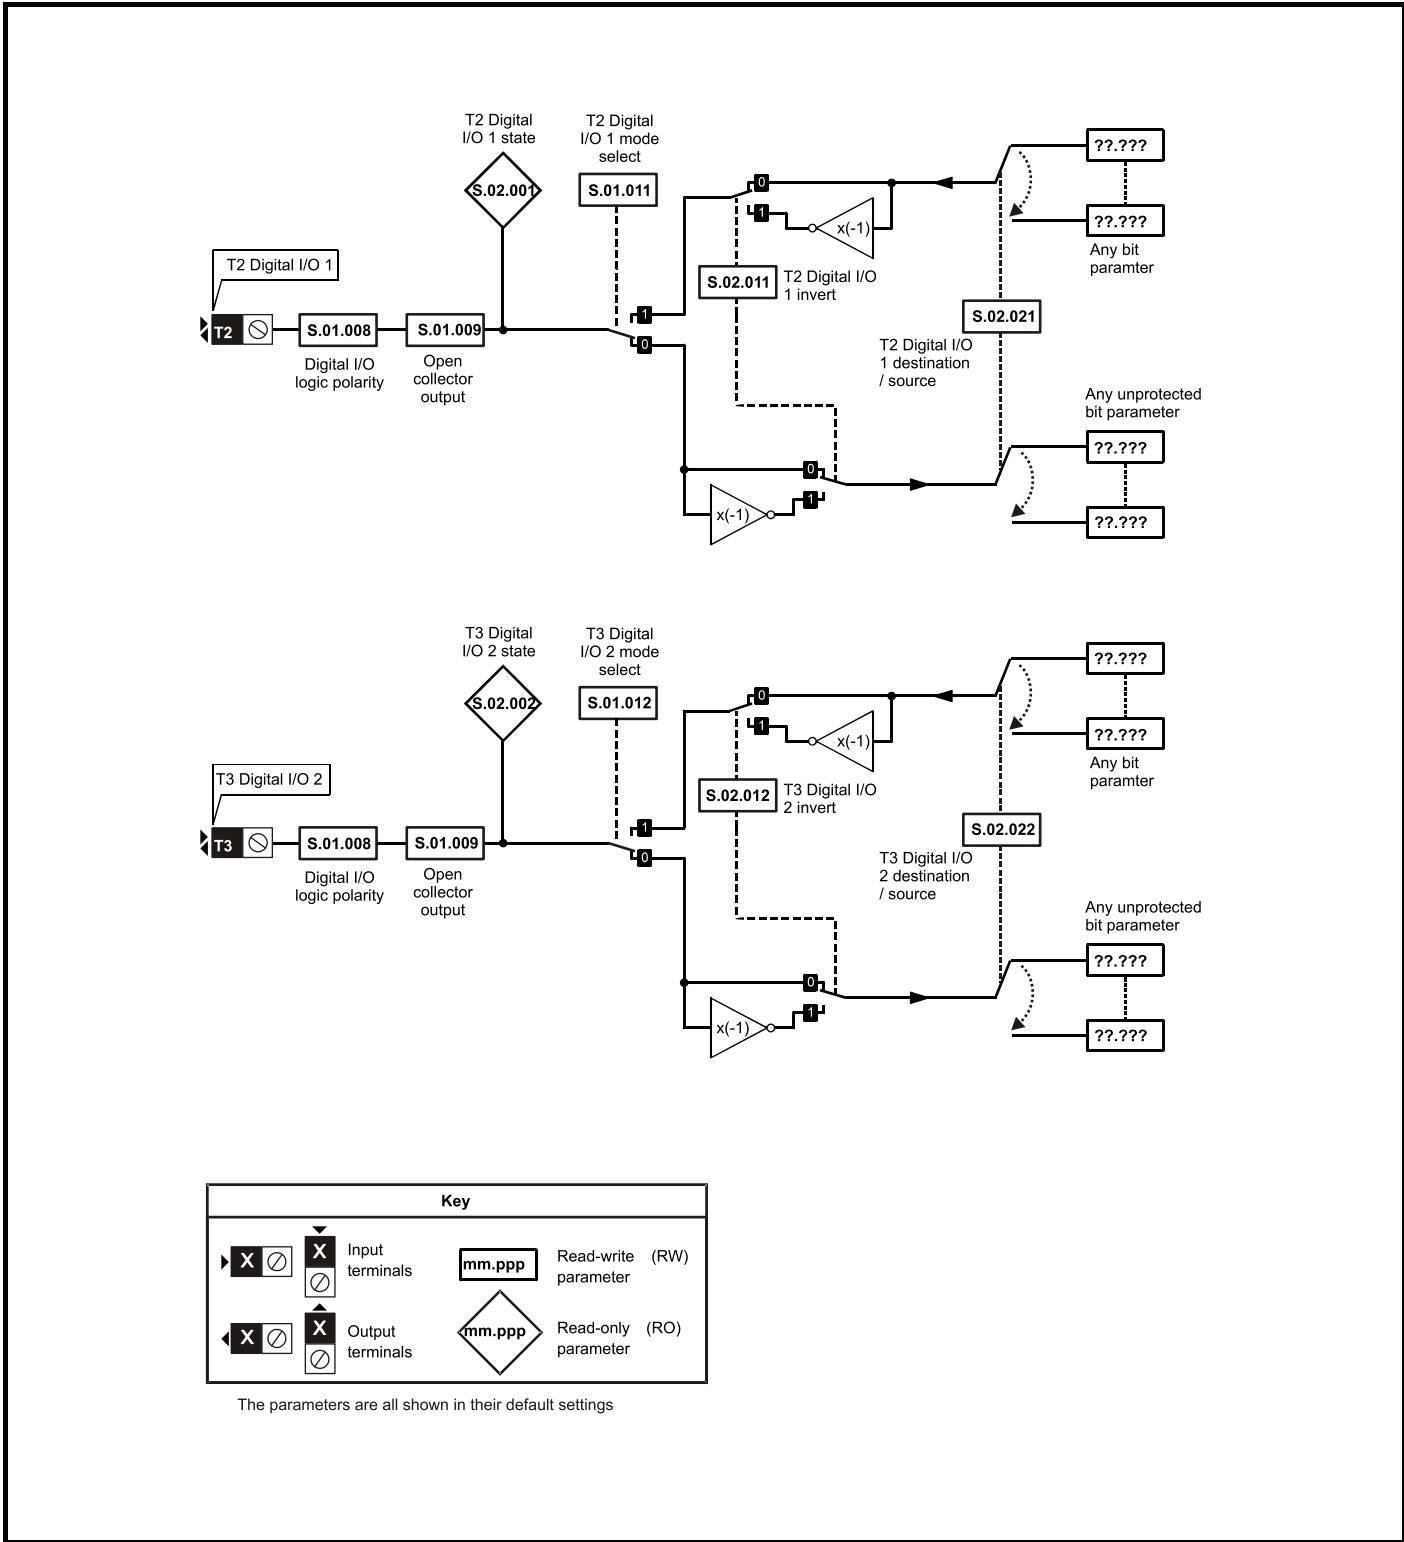 T2 Digital
I/O 1 state
S.02.001
T2 Digital
I/O 1 mode
select
S.01.011
0
1
x(-1)
??.???
??.???
Any bit
paramter
T2 Digital I/O 1
T2
S.01.008
Digital I/O
logic polarity
S.01.009
Open
collector
output
1
0
S.02.011
T2 Digital I/O
1 invert
S.02.021
T2 Digital I/O
1 destination
/ source
Any unprotected
bit parameter
??.???
??.???
0
1
x(-1)
T3 Digital
I/O 2 state
S.02.002
T3 Digital
I/O 2 mode
select
S.01.012
0
1
x(-1)
??.???
??.???
Any bit
paramter
T3 Digital I/O 2
T3
S.01.008
Digital I/O
logic polarity
S.01.009
Open
collector
output
1
0
S.02.012
T3 Digital I/O
2 invert
S.02.022
T3 Digital I/O
2 destination
/ source
Any unprotected
bit parameter
??.???
??.???
0
1
x(-1)
Key
X
X
Input
terminals
mm.ppp
Read-write (RW)
parameter
X
X
Output
terminals
mm.ppp
Read-only (RO)
parameter
The parameters are all shown in their default settings